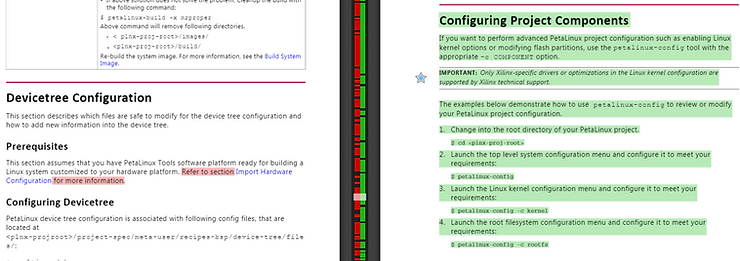 If above solution does not solve the problem, cleanup the build with
the following command:
$ petalinux-build -x mrproper
Above command will remove following directories.
• < plnx-proj-root>/images/
• <plnx-proj-root>/build/
Re-build the system image. For more information, see the Build System
Image.
Devicetree Configuration
This section describes which files are safe to modify for the device tree configuration and
how to add new information into the device tree.
Prerequisites
This section assumes that you have PetaLinux Tools software platform ready for building a
Linux system customized to your hardware platform. Refer to section Import Hardware
Configuration for more information.
Configuring Devicetree
PetaLinux device tree configuration is associated with following config files, that are
located at
<plnx-projroot>/project-spec/meta-user/recipes-bsp/device-tree/file
s/:
Configuring Project Components
If you want to perform advanced PetaLinux project configuration such as enabling Linux
kernel options or modifying flash partitions, use the petalinux-config tool with the
appropriate -c COMPONENT option.
IMPORTANT: Only Xilinx-specific drivers or optimizations in the Linux kernel configuration are
supported by Xilinx technical support.
The examples below demonstrate how to use petalinux-config to review or modify
your PetaLinux project configuration.
1. Change into the root directory of your PetaLinux project.
$ cd <plnx-proj-root>
2. Launch the top level system configuration menu and configure it to meet your
requirements:
$ petalinux-config
3. Launch the Linux kernel configuration menu and configure it to meet your
requirements:
$ petalinux-config -c kernel
4. Launch the root filesystem configuration menu and configure it to meet your
requirements:
$ petalinux-config -c rootfs